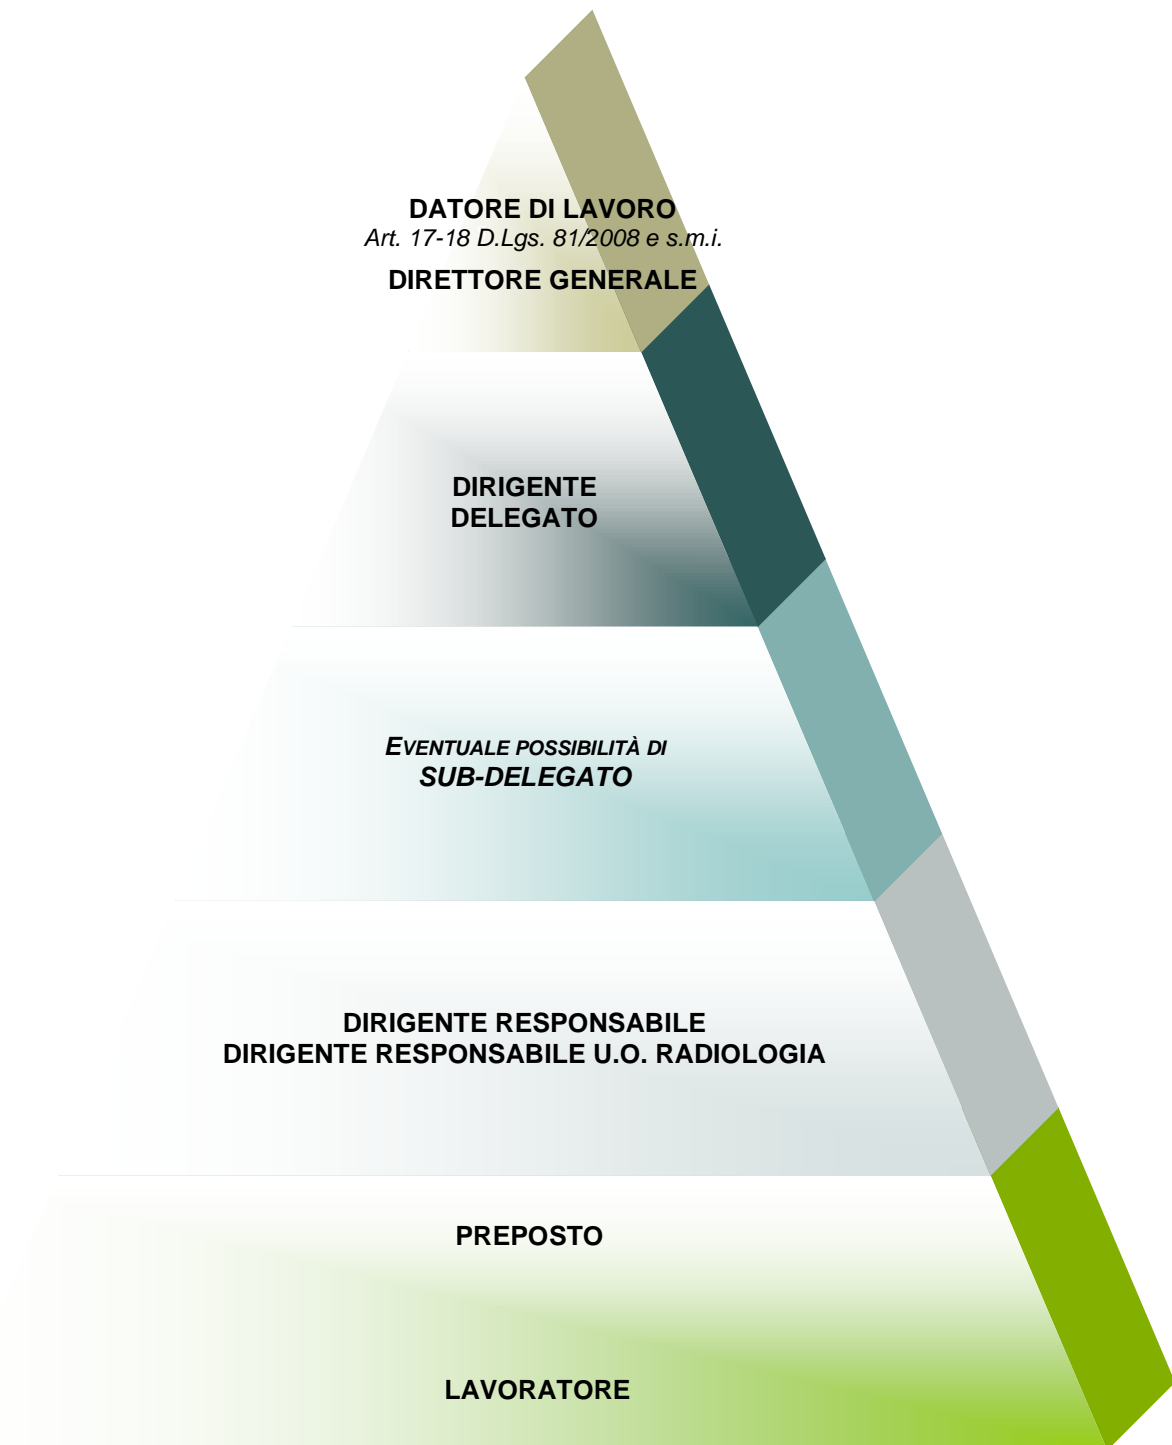 DATORE DI LAVORO
Art. 17-18 D.Lgs. 81/2008 e s.m.i.
DIRETTORE GENERALE
DIRIGENTE
DELEGATO
EVENTUALE POSSIBILITÀ DI
SUB-DELEGATO
DIRIGENTE RESPONSABILE
DIRIGENTE RESPONSABILE U.O. RADIOLOGIA
PREPOSTO
LAVORATORE